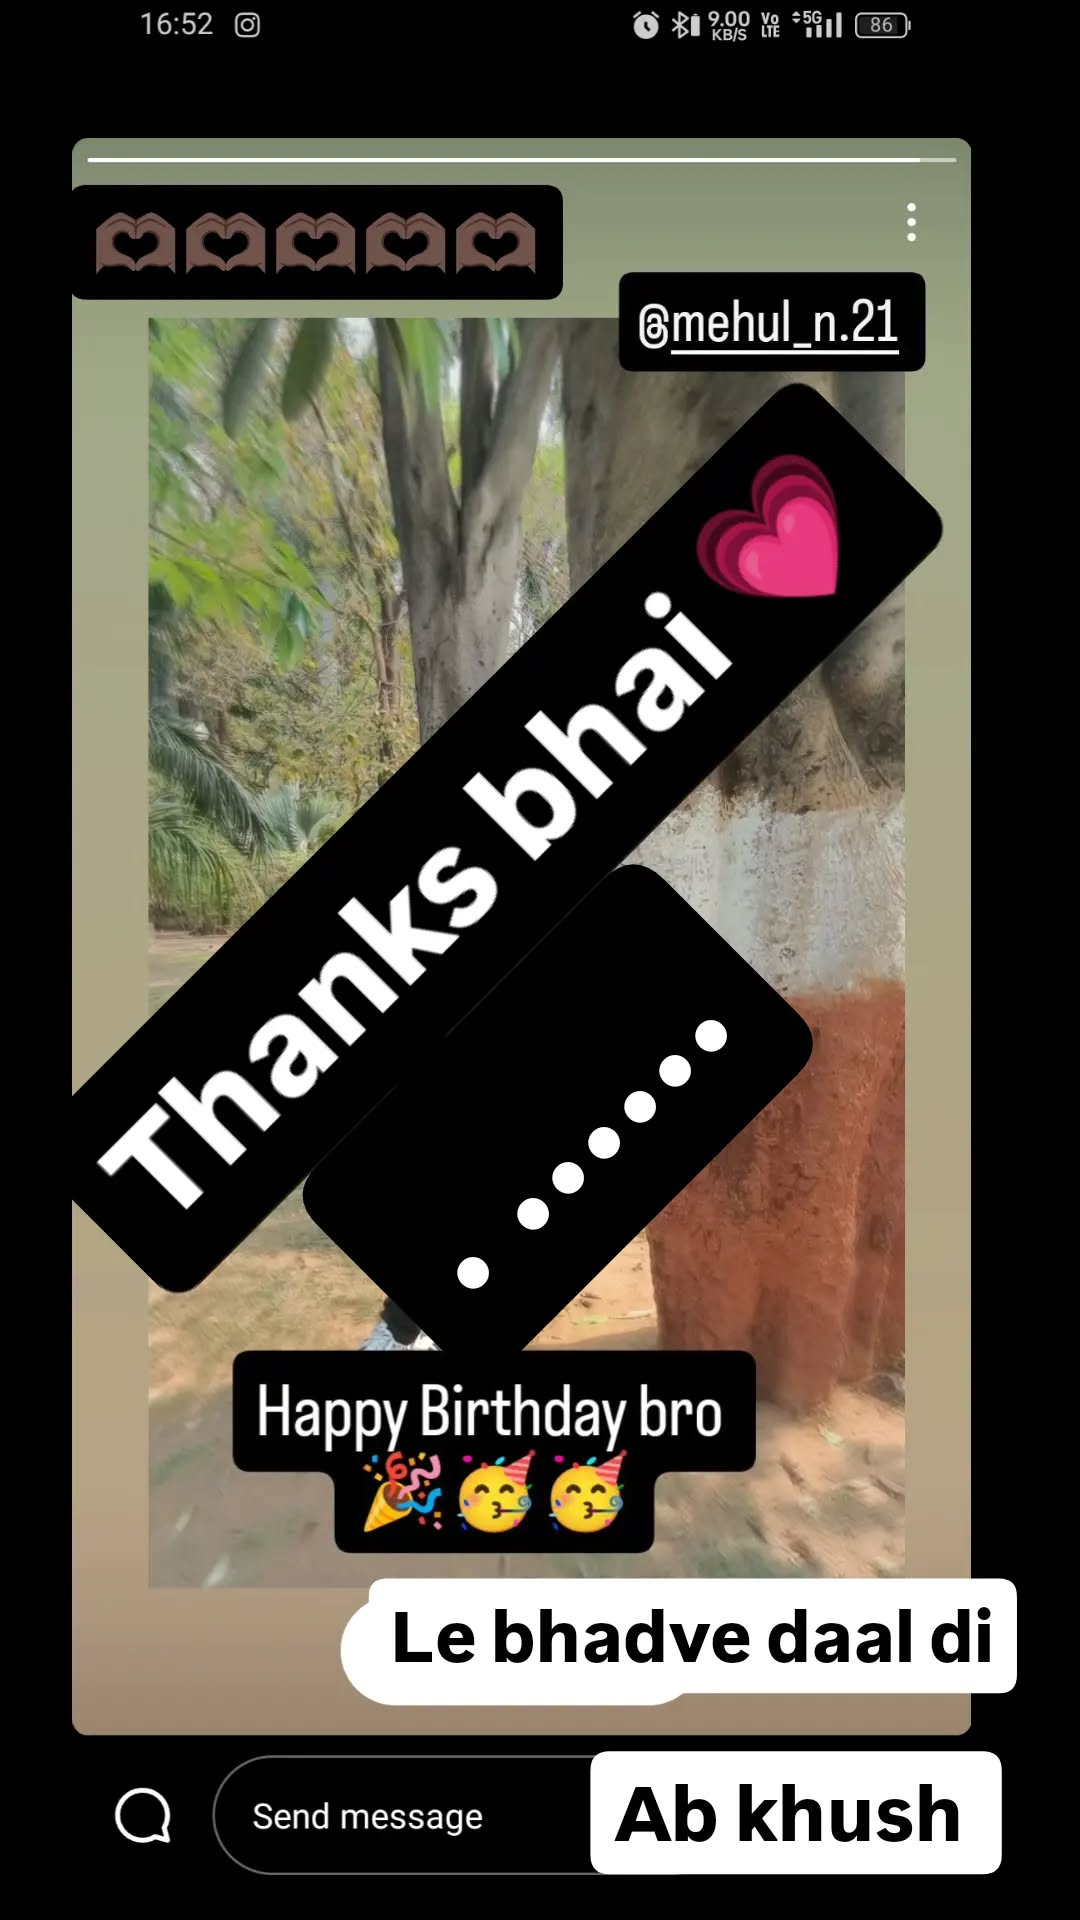 16:52
9.00 KB/S Vo LTE 5G 86
🫶🏿🫶🏿🫶🏿🫶🏿🫶🏿
@mehul_n.21
Thanks bhai 💗
. ......
Happy Birthday bro
🎉🥳🥳
Le bhadve daal di
Send message
Ab khush